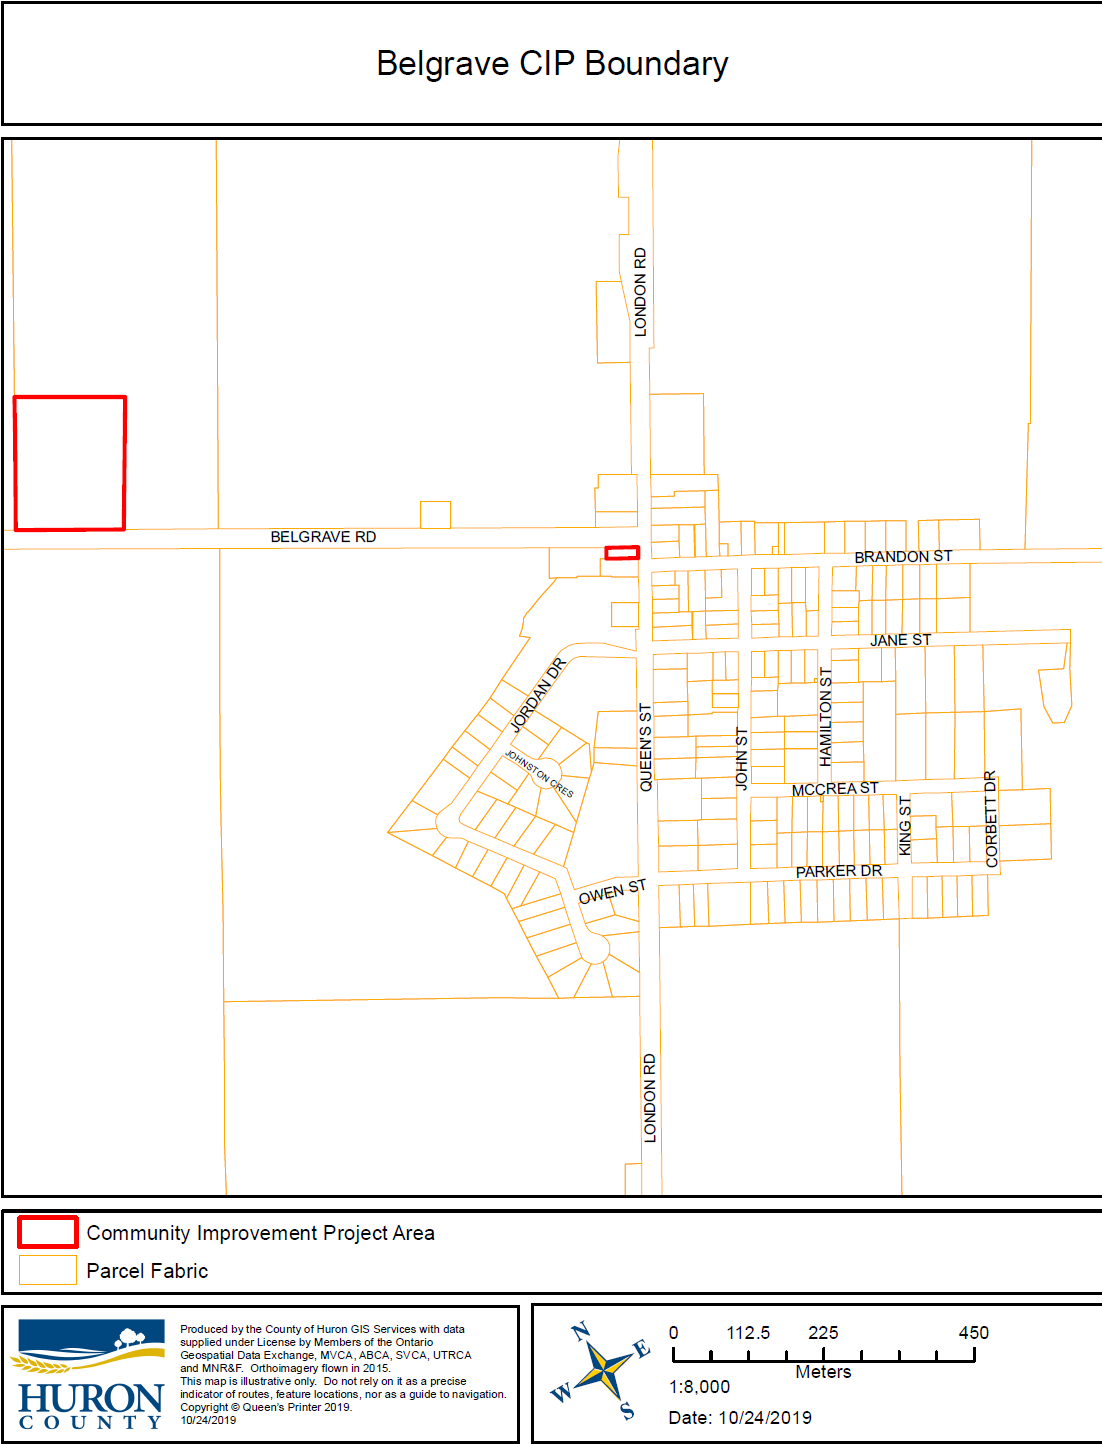 Belgrave CIP Boundary
LONDON RD
BELGRAVE RD
BRANDON ST
JANE ST
JORDAN DR
HAMILTON ST
QUEEN'S ST
JOHN ST
JOHNSTON CRES
MCCREA ST
KING ST
CORBETT DR
PARKER DR
OWEN ST
LONDON RD
Community Improvement Project Area
Parcel Fabric
HURON
COUNTY
Produced by the County of Huron GIS Services with data
supplied under License by Members of the Ontario
Geospatial Data Exchange, MVCA, ABCA, SVCA, UTRCA
and MNR&F. Orthoimagery flown in 2015.
This map is illustrative only. Do not rely on it as a precise
indicator of routes, feature locations, nor as a guide to navigation.
Copyright © Queen's Printer 2019.
10/24/2019
N
E
W
S
0 112.5 225 450
Meters
1:8,000
Date: 10/24/2019